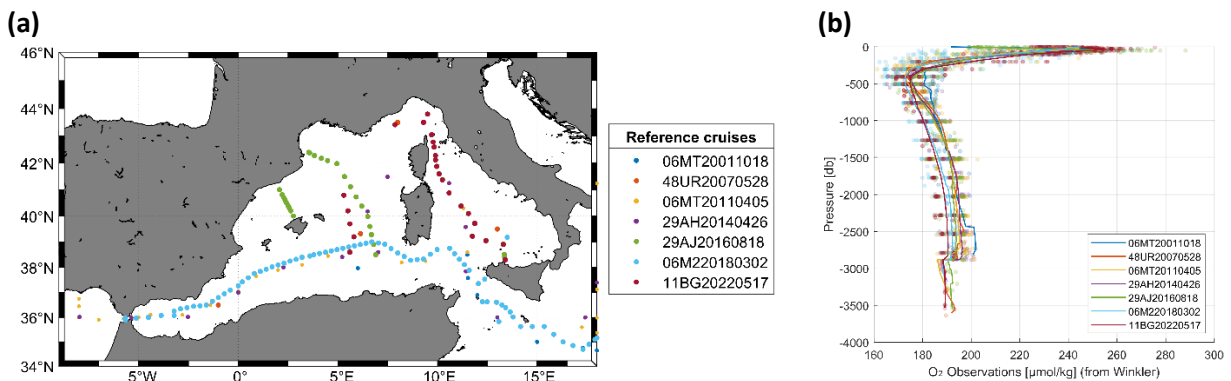 (a)
46°N
44°N
42°N
40°N
38°N
36°N
34°N
5°W
0°
5°E
10°E
15°E
Reference cruises
06MT20011018
48UR20070528
06MT20110405
29AH20140426
29AJ20160818
06M220180302
11BG20220517
(b)
0
-500
-1000
-1500
-2000
-2500
-3000
-3500
-4000
Pressure [db]
160
180
200
220
240
260
280
300
O₂ Observations [µmol/kg] (from Winkler)
06MT20011018
48UR20070528
06MT20110405
29AH20140426
29AJ20160818
06M220180302
11BG20220517